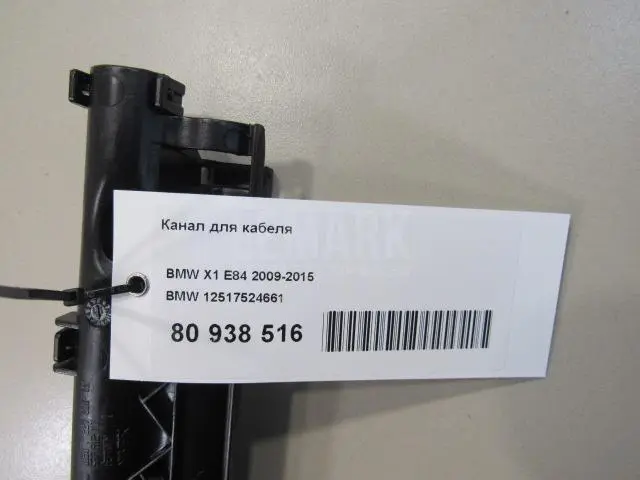 Канал для кабеля
BMW X1 E84 2009-2015
BMW 12517524661
80 938 516